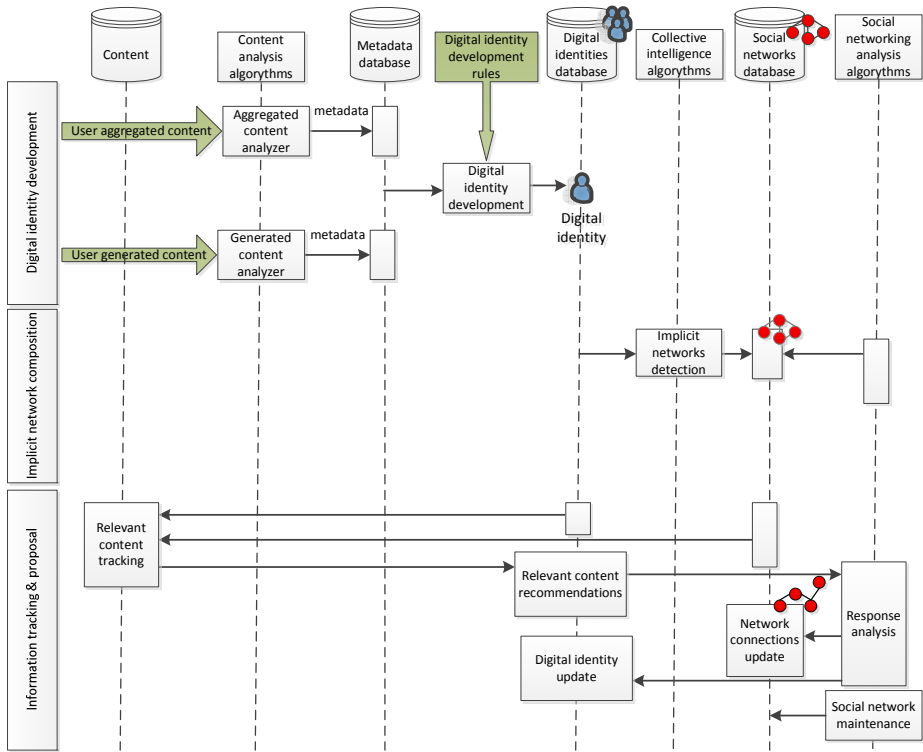 Content
Content
analysis
algorythms
Metadata
database
Digital identity
development
rules
Digital
identities
database
Collective
intelligence
algorythms
Social
networks
database
Social
networking
analysis
algorythms
Digital identity development
User aggregated content
Aggregated
content
analyzer
metadata
Digital
identity
development
Digital
identity
User generated content
Generated
content
analyzer
metadata
Implicit network composition
Implicit
networks
detection
Information tracking & proposal
Relevant
content
tracking
Relevant content
recommendations
Response
analysis
Network
connections
update
Digital identity
update
Social network
maintenance